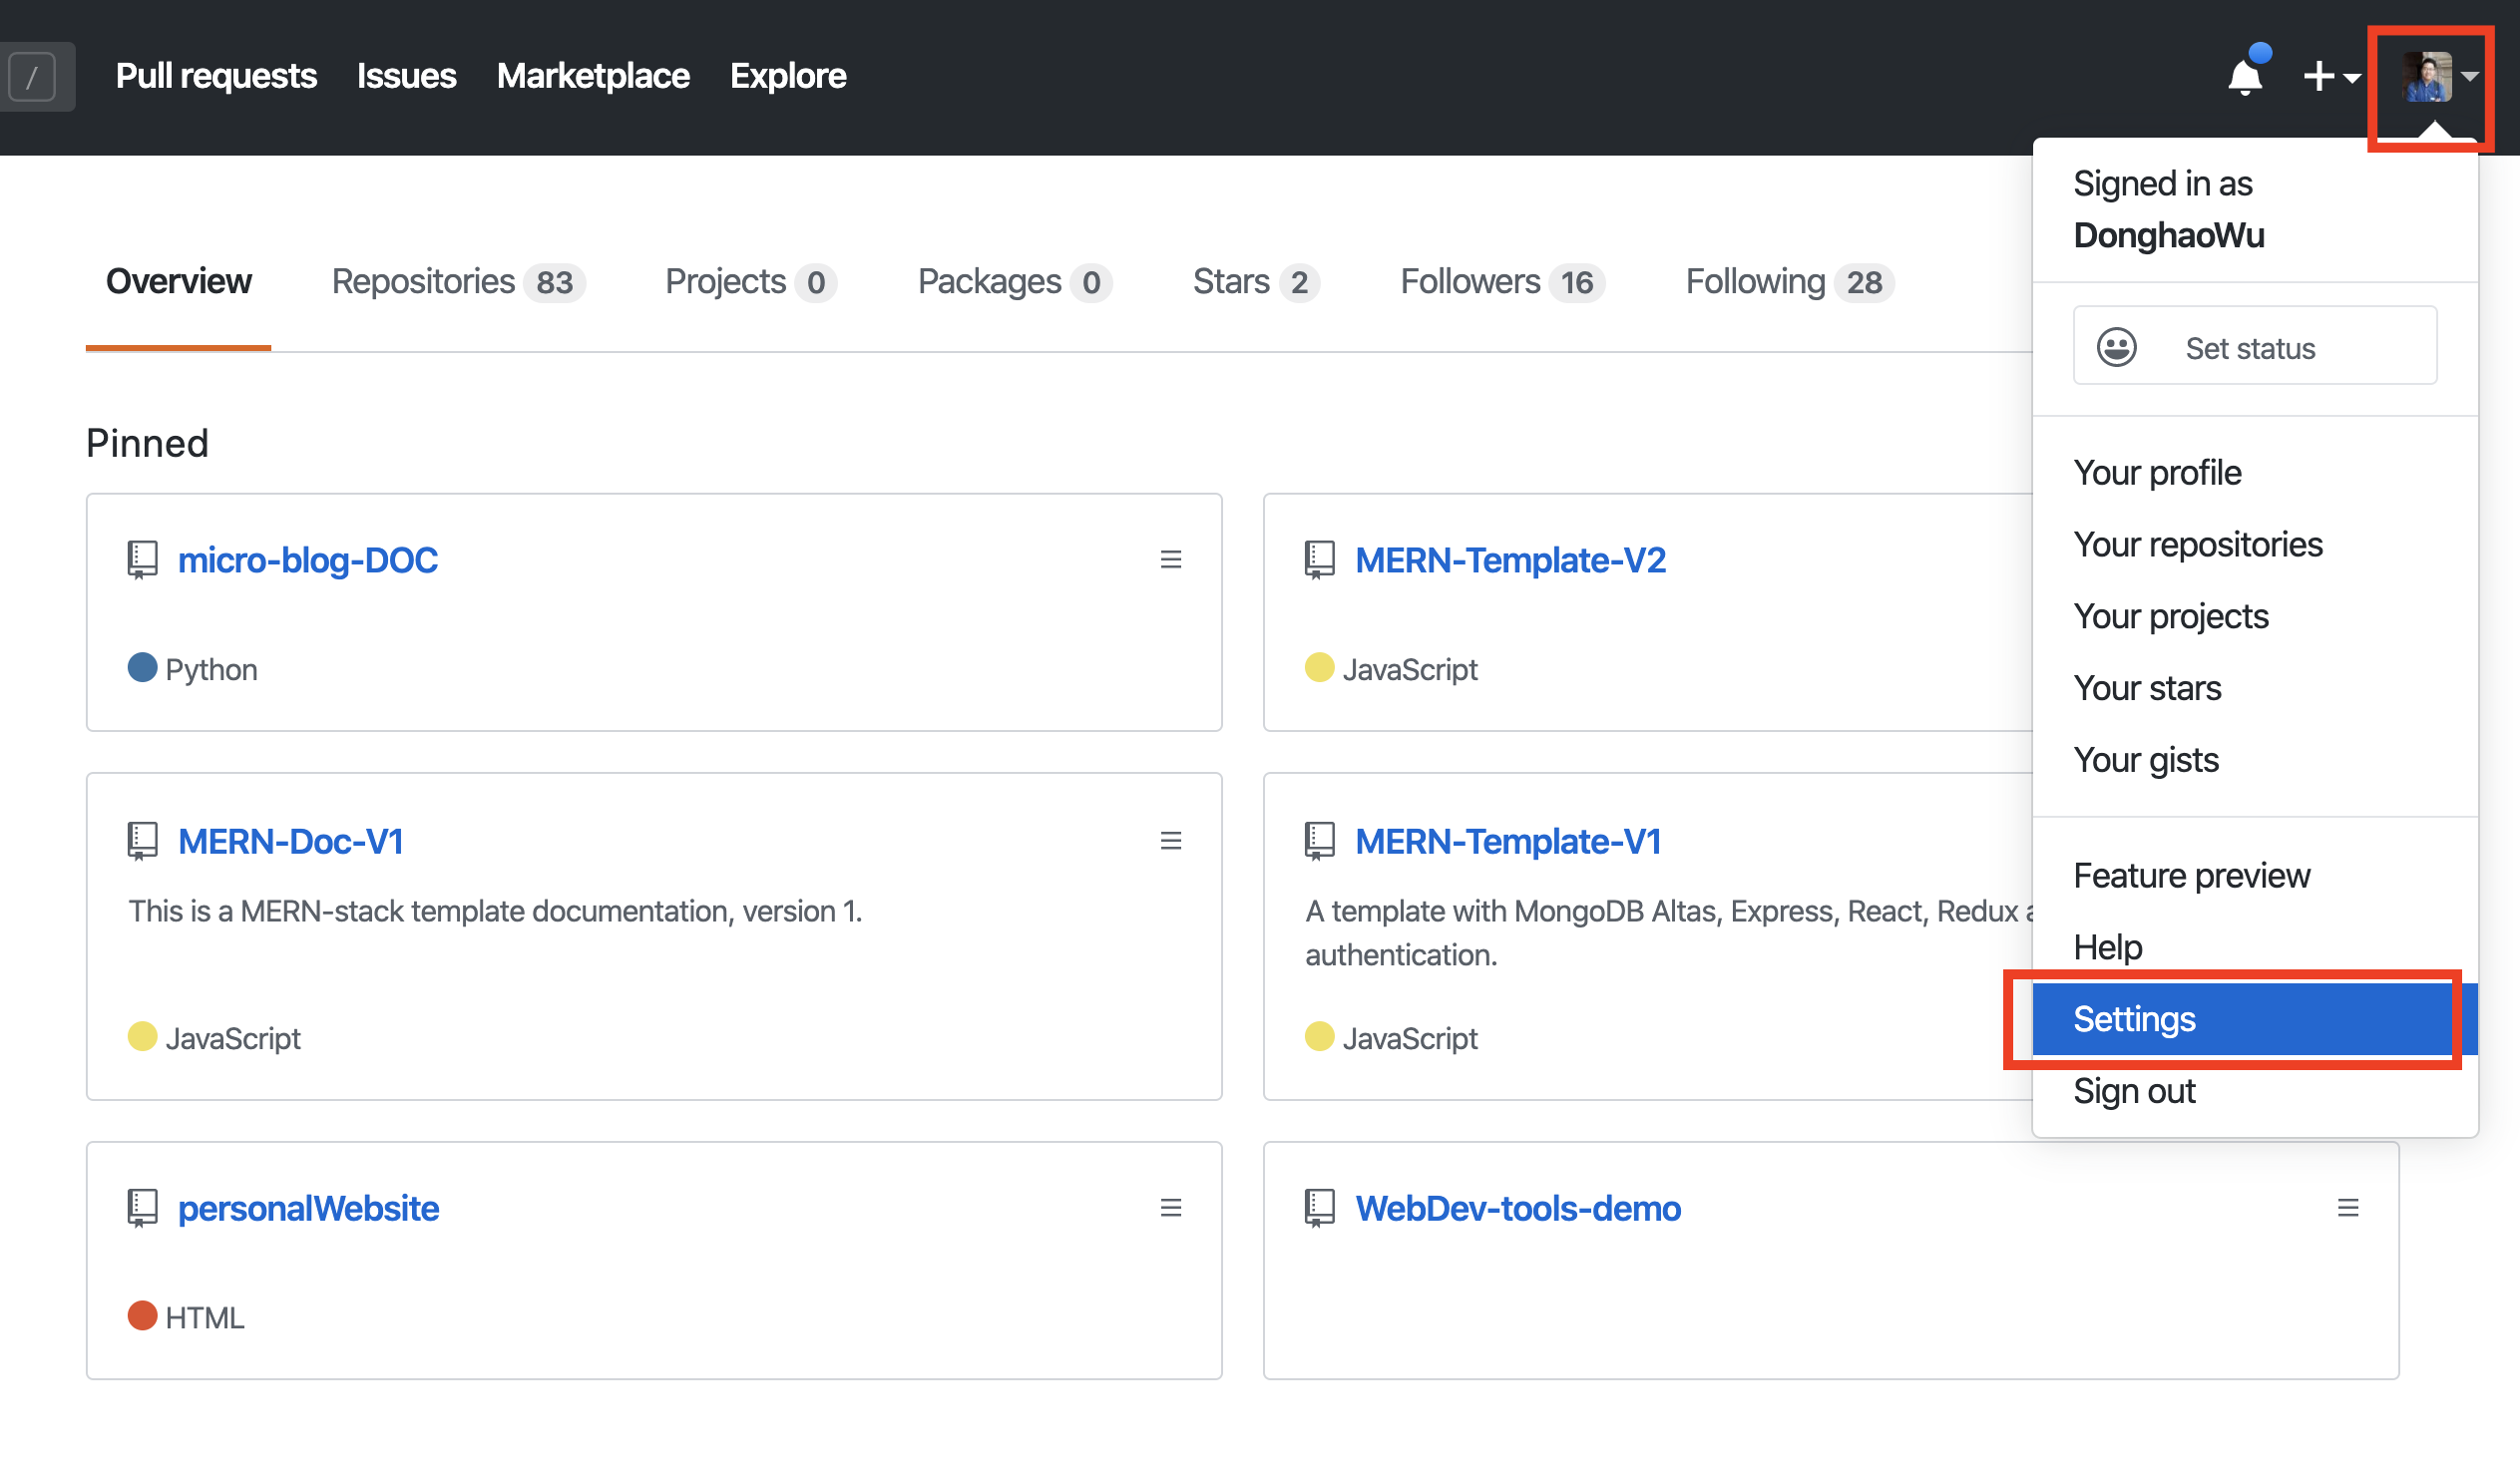 / Pull requests Issues Marketplace Explore
Signed in as
DonghaoWu
Set status
Your profile
Your repositories
Your projects
Your stars
Your gists
Feature preview
Help
Settings
Sign out
Overview Repositories 83 Projects 0 Packages 0 Stars 2 Followers 16 Following 28
Pinned
micro-blog-DOC
Python
MERN-Template-V2
JavaScript
MERN-Doc-V1
This is a MERN-stack template documentation, version 1.
JavaScript
MERN-Template-V1
A template with MongoDB Altas, Express, React, Redux
authentication.
JavaScript
personalWebsite
HTML
WebDev-tools-demo